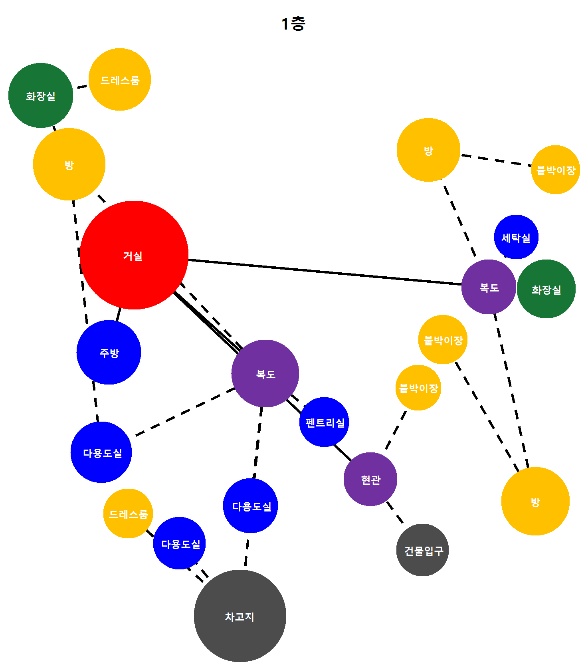 1층
드레스룸
화장실
방
방
붙박이장
세탁실
거실
복도
화장실
주방
붙박이장
복도
붙박이장
펜트리실
다용도실
현관
방
다용도실
드레스룸
다용도실
건물입구
차고지